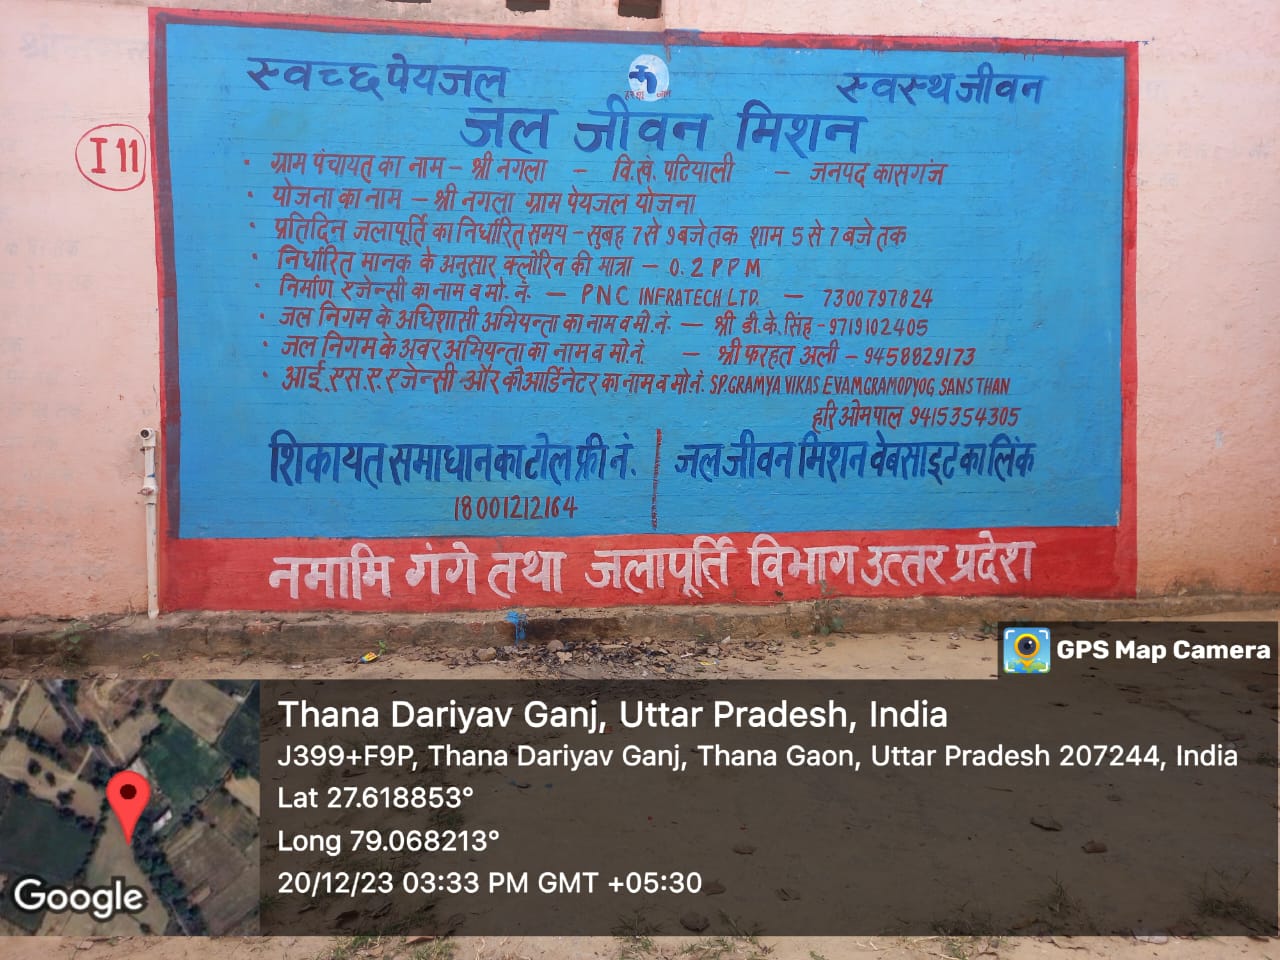 स्वच्छ पेयजल
स्वस्थ जीवन
हर घर जल
जल जीवन मिशन
I 11
• ग्राम पंचायत का नाम – श्री नगला – वि.खं. पटियाली – जनपद कासगंज
• योजना का नाम – श्री नगला ग्राम पेयजल योजना
• प्रतिदिन जलापूर्ति का निर्धारित समय – सुबह 7 से 9 बजे तक शाम 5 से 7 बजे तक
• निर्धारित मानक के अनुसार क्लोरिन की मात्रा – 0.2 PPM
• निर्माण एजेन्सी का नाम व मो. नं. – PNC INFRATECH LTD. – 7300797824
• जल निगम के अधिशासी अभियन्ता का नाम व मो. नं. – श्री डी. के. सिंह - 9719102405
• जल निगम के अवर अभियन्ता का नाम व मो. नं. – श्री फरहत अली – 9458829173
• आई. एस. ए. एजेन्सी और कोआर्डिनेटर का नाम व मो. नं. SP. GRAMYA VIKAS EVAM GRAMODYOG SANSTHAN
हरि ओमपाल 9415354305
शिकायत समाधान का टोल फ्री नं.
18001212164
जल जीवन मिशन वेबसाइट का लिंक
नमामि गंगे तथा जलापूर्ति विभाग उत्तर प्रदेश
GPS Map Camera
Thana Dariyav Ganj, Uttar Pradesh, India
J399+F9P, Thana Dariyav Ganj, Thana Gaon, Uttar Pradesh 207244, India
Lat 27.618853°
Long 79.068213°
20/12/23 03:33 PM GMT +05:30
Google